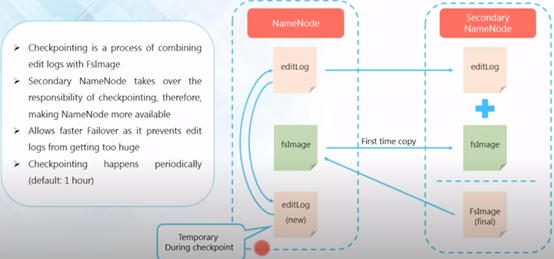 Checkpointing is a process of combining
edit logs with FsImage
Secondary NameNode takes over the
responsibility of checkpointing, therefore,
making NameNode more available
Allows faster Failover as it prevents edit
logs from getting too huge
Checkpointing happens periodically
(default: 1 hour)
NameNode
editLog
fsImage
editLog
(new)
Temporary
During checkpoint
First time copy
Secondary
NameNode
editLog
fsImage
FsImage
(final)